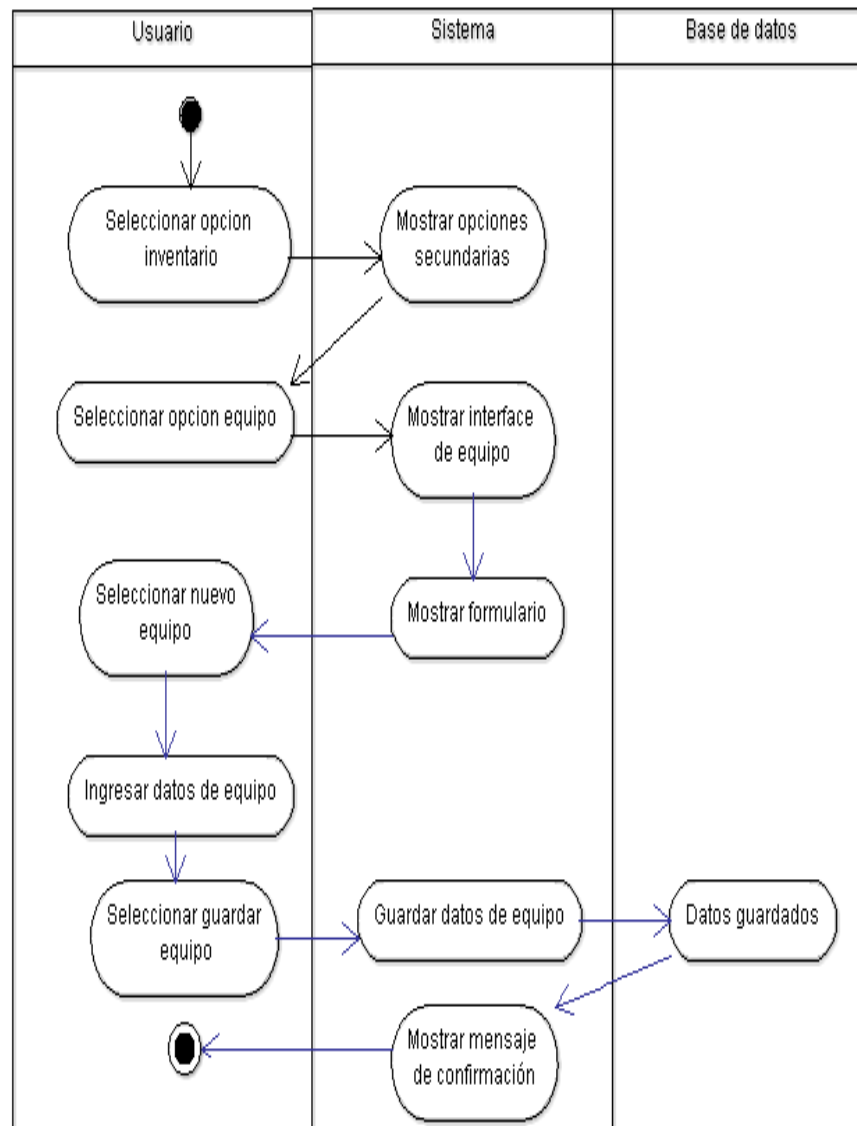 Usuario
Sistema
Base de datos
Seleccionar opcion
inventario
Mostrar opciones
secundarias
Seleccionar opcion equipo
Mostrar interface
de equipo
Seleccionar nuevo
equipo
Mostrar formulario
Ingresar datos de equipo
Seleccionar guardar
equipo
Guardar datos de equipo
Datos guardados
Mostrar mensaje
de confirmación